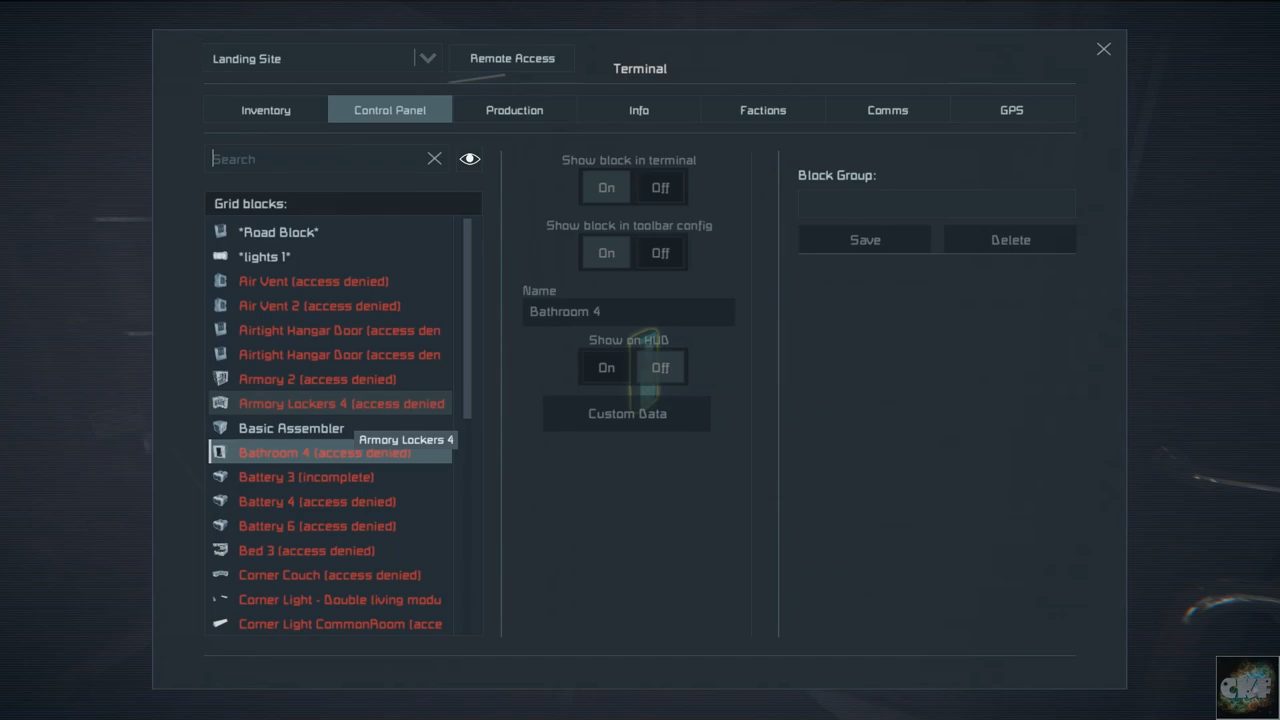 Landing Site
Remote Access
Terminal
Inventory
Control Panel
Production
Info
Factions
Comms
GPS
Search
Grid blocks:
*Road Block*
*lights 1*
Air Vent (access denied)
Air Vent 2 (access denied)
Airtight Hangar Door (access den
Airtight Hangar Door (access den
Armory 2 (access denied)
Armory Lockers 4 (access denied
Basic Assembler
Armory Lockers 4
Bathroom 4 (access denied)
Battery 3 (incomplete)
Battery 4 (access denied)
Battery 6 (access denied)
Bed 3 (access denied)
Corner Couch (access denied)
Corner Light - Double living modu
Corner Light CommonRoom (acce
Show block in terminal
On Off
Show block in toolbar config
On Off
Name
Bathroom 4
Show on HUD
On Off
Custom Data
Block Group:
Save
Delete